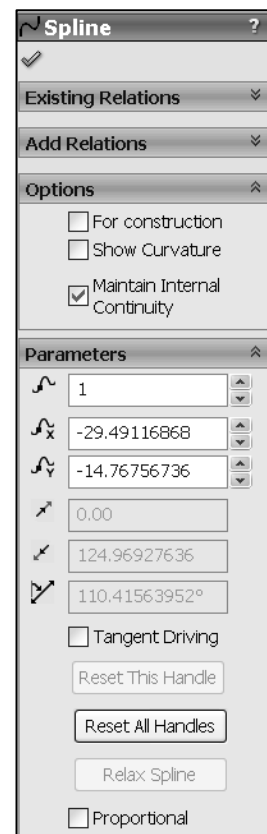 Spline ?
Existing Relations
Add Relations
Options
For construction
Show Curvature
Maintain Internal
Continuity
Parameters
1
X -29.49116868
Y -14.76756736
0.00
124.96927636
110.41563952°
Tangent Driving
Reset This Handle
Reset All Handles
Relax Spline
Proportional